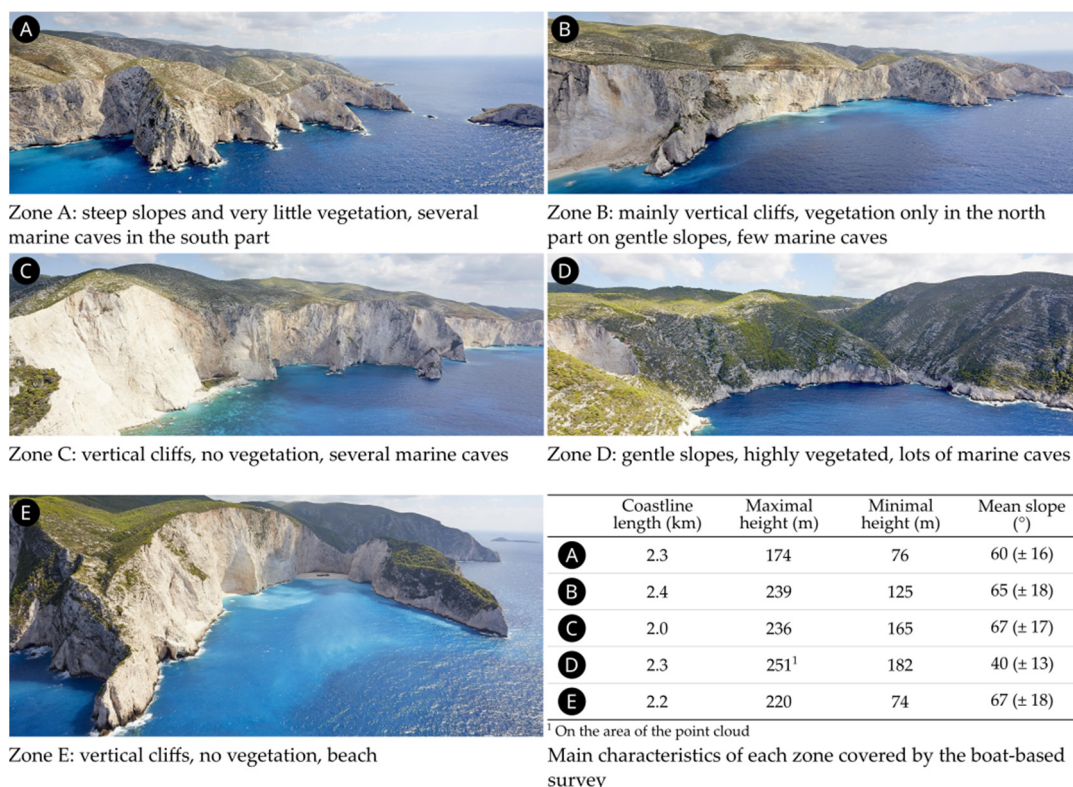 A
B
Zone A: steep slopes and very little vegetation, several
marine caves in the south part
Zone B: mainly vertical cliffs, vegetation only in the north
part on gentle slopes, few marine caves
C
D
Zone C: vertical cliffs, no vegetation, several marine caves
Zone D: gentle slopes, highly vegetated, lots of marine caves
E
Zone E: vertical cliffs, no vegetation, beach
Coastline length (km) Maximal height (m) Minimal height (m) Mean slope (°)
A 2.3 174 76 60 (± 16)
B 2.4 239 125 65 (± 18)
C 2.0 236 165 67 (± 17)
D 2.3 251¹ 182 40 (± 13)
E 2.2 220 74 67 (± 18)
¹ On the area of the point cloud
Main characteristics of each zone covered by the boat-based
survey